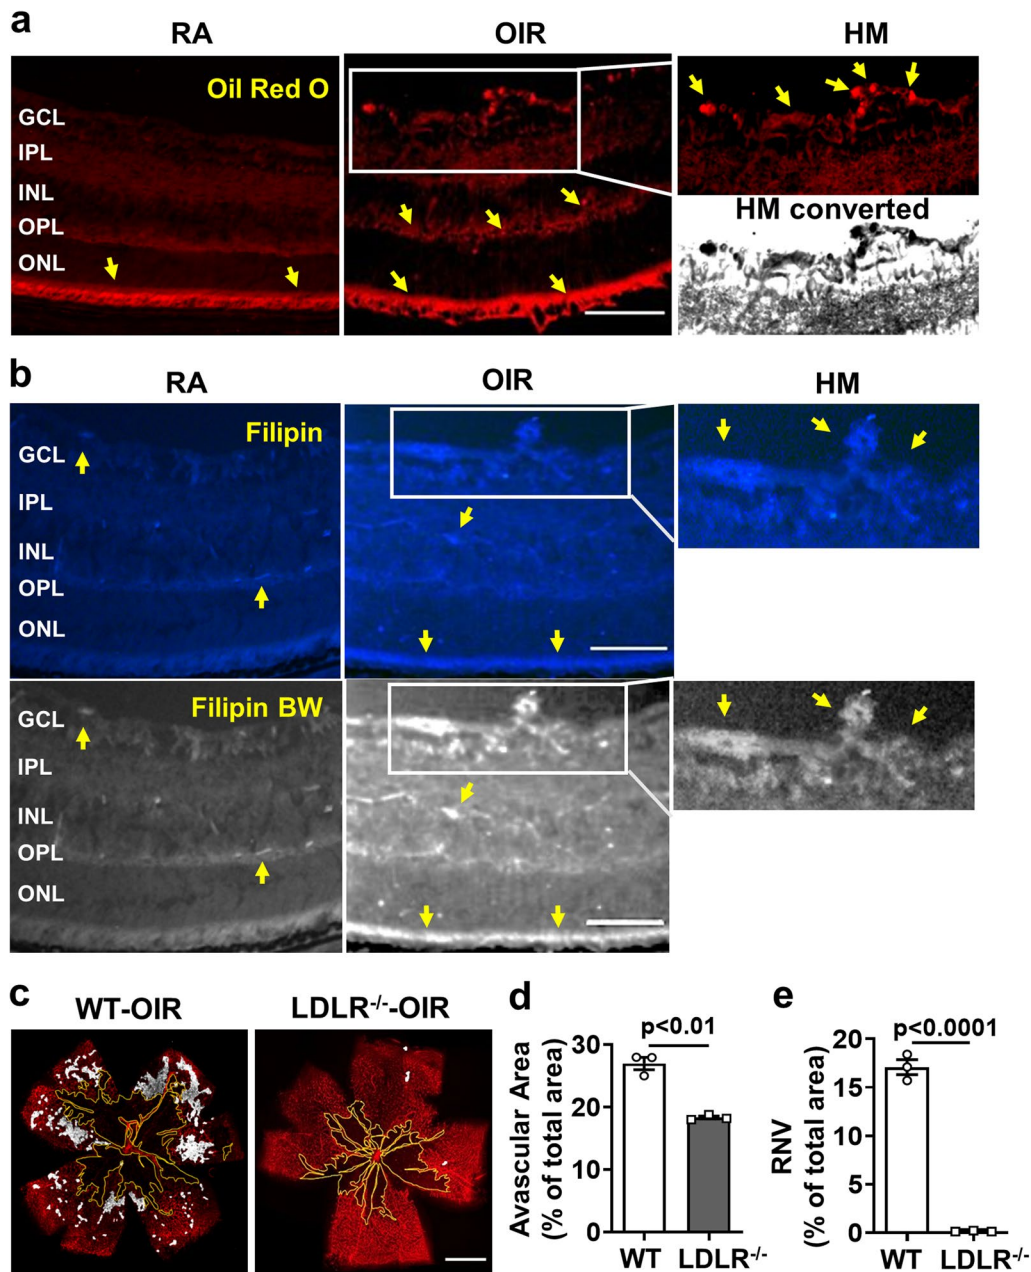 a
RA
OIR
HM
Oil Red O
GCL
IPL
INL
OPL
ONL
HM converted
b
RA
OIR
HM
Filipin
GCL
IPL
INL
OPL
ONL
Filipin BW
GCL
IPL
INL
OPL
ONL
c
WT-OIR
LDLR-/--OIR
d
p<0.01
Avascular Area
(% of total area)
30
20
10
0
WT
LDLR-/-
e
p<0.0001
RNV
(% of total area)
20
15
10
5
0
WT
LDLR-/-